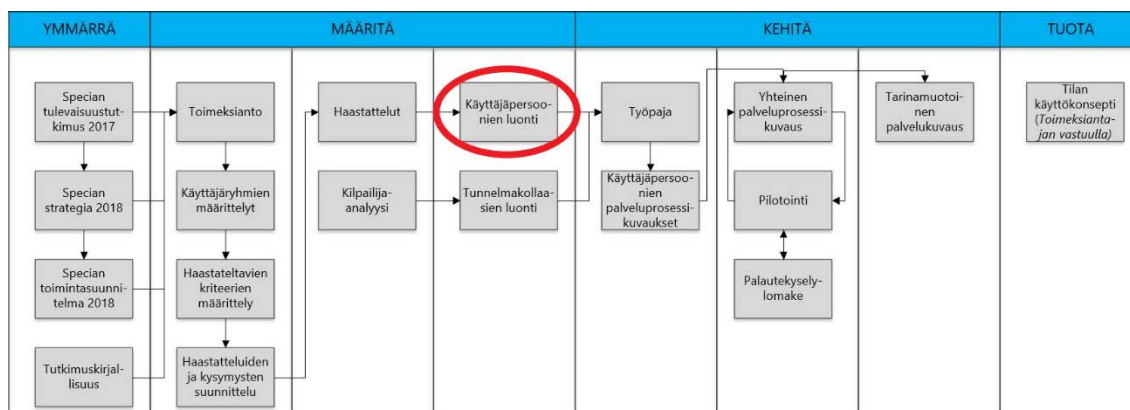 YMMÄRRÄ
MÄÄRITÄ
KEHITÄ
TUOTA
Specian
tulevaisuustut-
kimus 2017
Specian
strategia 2018
Specian
toimintasuunni-
telma 2018
Tutkimuskirjal-
lisuus
Toimeksianto
Käyttäjäryhmien
määrittelyt
Haastateltavien
kriteerien
määrittely
Haastatteluiden
ja kysymysten
suunnittelu
Haastattelut
Kilpailija-
analyysi
Käyttäjäpersoo-
nien luonti
Tunnelmakollaa-
sien luonti
Työpaja
Käyttäjäpersoo-
nien
palveluprosessi-
kuvaukset
Yhteinen
palveluprosessi-
kuvaus
Pilotointi
Palautekysely-
lomake
Tarinamuotoi-
nen
palvelukuvaus
Tilan
käyttökonsepti
(Toimeksianta-
jan vastuulla)